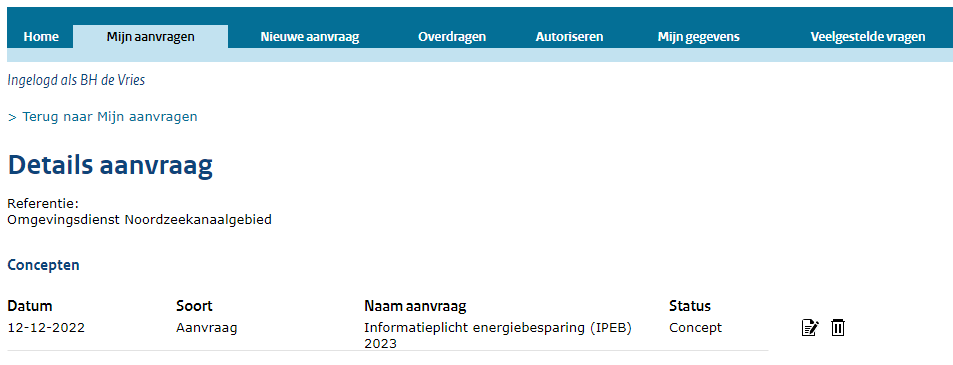 Home Mijn aanvragen Nieuwe aanvraag Overdragen Autoriseren Mijn gegevens Veelgestelde vragen
Ingelogd als BH de Vries
> Terug naar Mijn aanvragen
Details aanvraag
Referentie:
Omgevingsdienst Noordzeekanaalgebied
Concepten
Datum Soort Naam aanvraag Status
12-12-2022 Aanvraag Informatieplicht energiebesparing (IPEB) Concept
2023